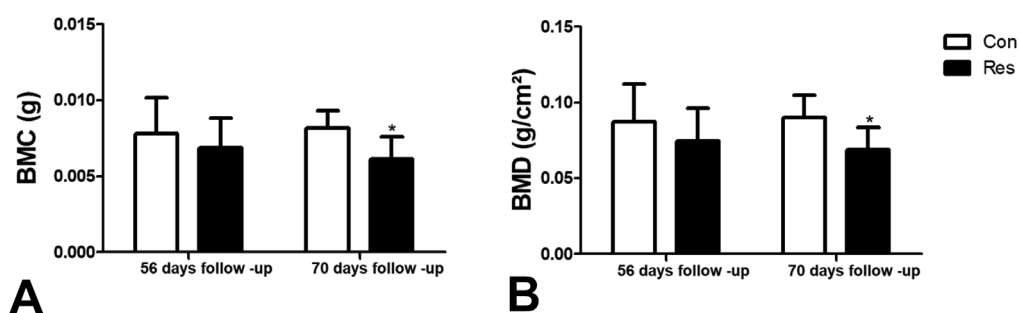 0.015
0.010
0.005
0.000
BMC (g)
*
56 days follow -up
70 days follow -up
A
0.15
0.10
0.05
0.00
BMD (g/cm²)
*
56 days follow -up
70 days follow -up
B
Con
Res